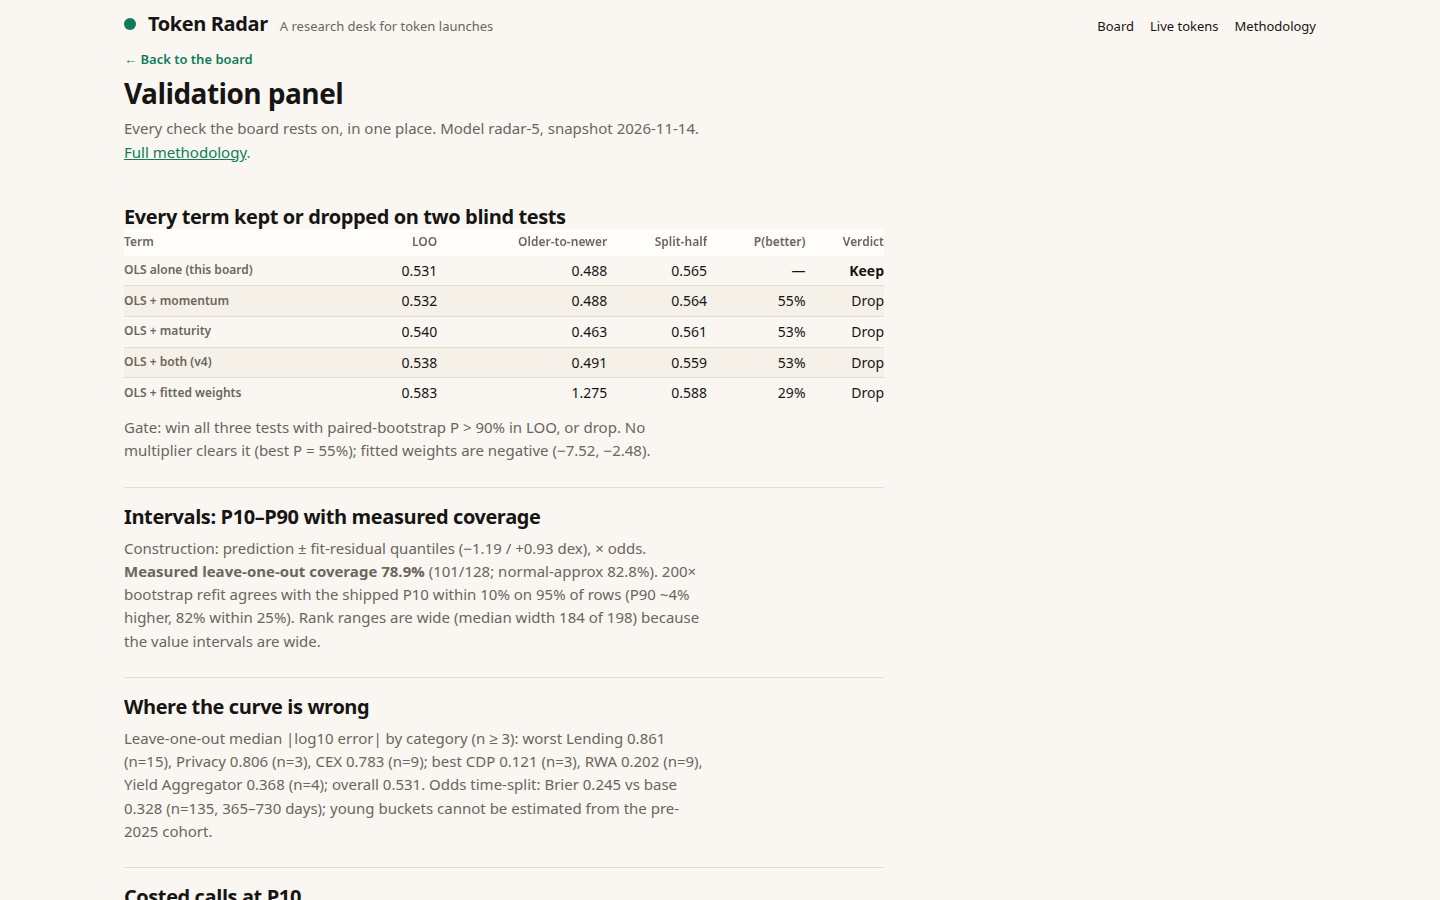 Token Radar A research desk for token launches Board Live tokens Methodology
← Back to the board
Validation panel
Every check the board rests on, in one place. Model radar-5, snapshot 2026-11-14.
Full methodology.
Every term kept or dropped on two blind tests
Term LOO Older-to-newer Split-half P(better) Verdict
OLS alone (this board) 0.531 0.488 0.565 — Keep
OLS + momentum 0.532 0.488 0.564 55% Drop
OLS + maturity 0.540 0.463 0.561 53% Drop
OLS + both (v4) 0.538 0.491 0.559 53% Drop
OLS + fitted weights 0.583 1.275 0.588 29% Drop
Gate: win all three tests with paired-bootstrap P > 90% in LOO, or drop. No
multiplier clears it (best P = 55%); fitted weights are negative (−7.52, −2.48).
Intervals: P10–P90 with measured coverage
Construction: prediction ± fit-residual quantiles (−1.19 / +0.93 dex), × odds.
Measured leave-one-out coverage 78.9% (101/128; normal-approx 82.8%). 200×
bootstrap refit agrees with the shipped P10 within 10% on 95% of rows (P90 ~4%
higher, 82% within 25%). Rank ranges are wide (median width 184 of 198) because
the value intervals are wide.
Where the curve is wrong
Leave-one-out median |log10 error| by category (n ≥ 3): worst Lending 0.861
(n=15), Privacy 0.806 (n=3), CEX 0.783 (n=9); best CDP 0.121 (n=3), RWA 0.202 (n=9),
Yield Aggregator 0.368 (n=4); overall 0.531. Odds time-split: Brier 0.245 vs base
0.328 (n=135, 365–730 days); young buckets cannot be estimated from the pre-
2025 cohort.
Costed calls at P10